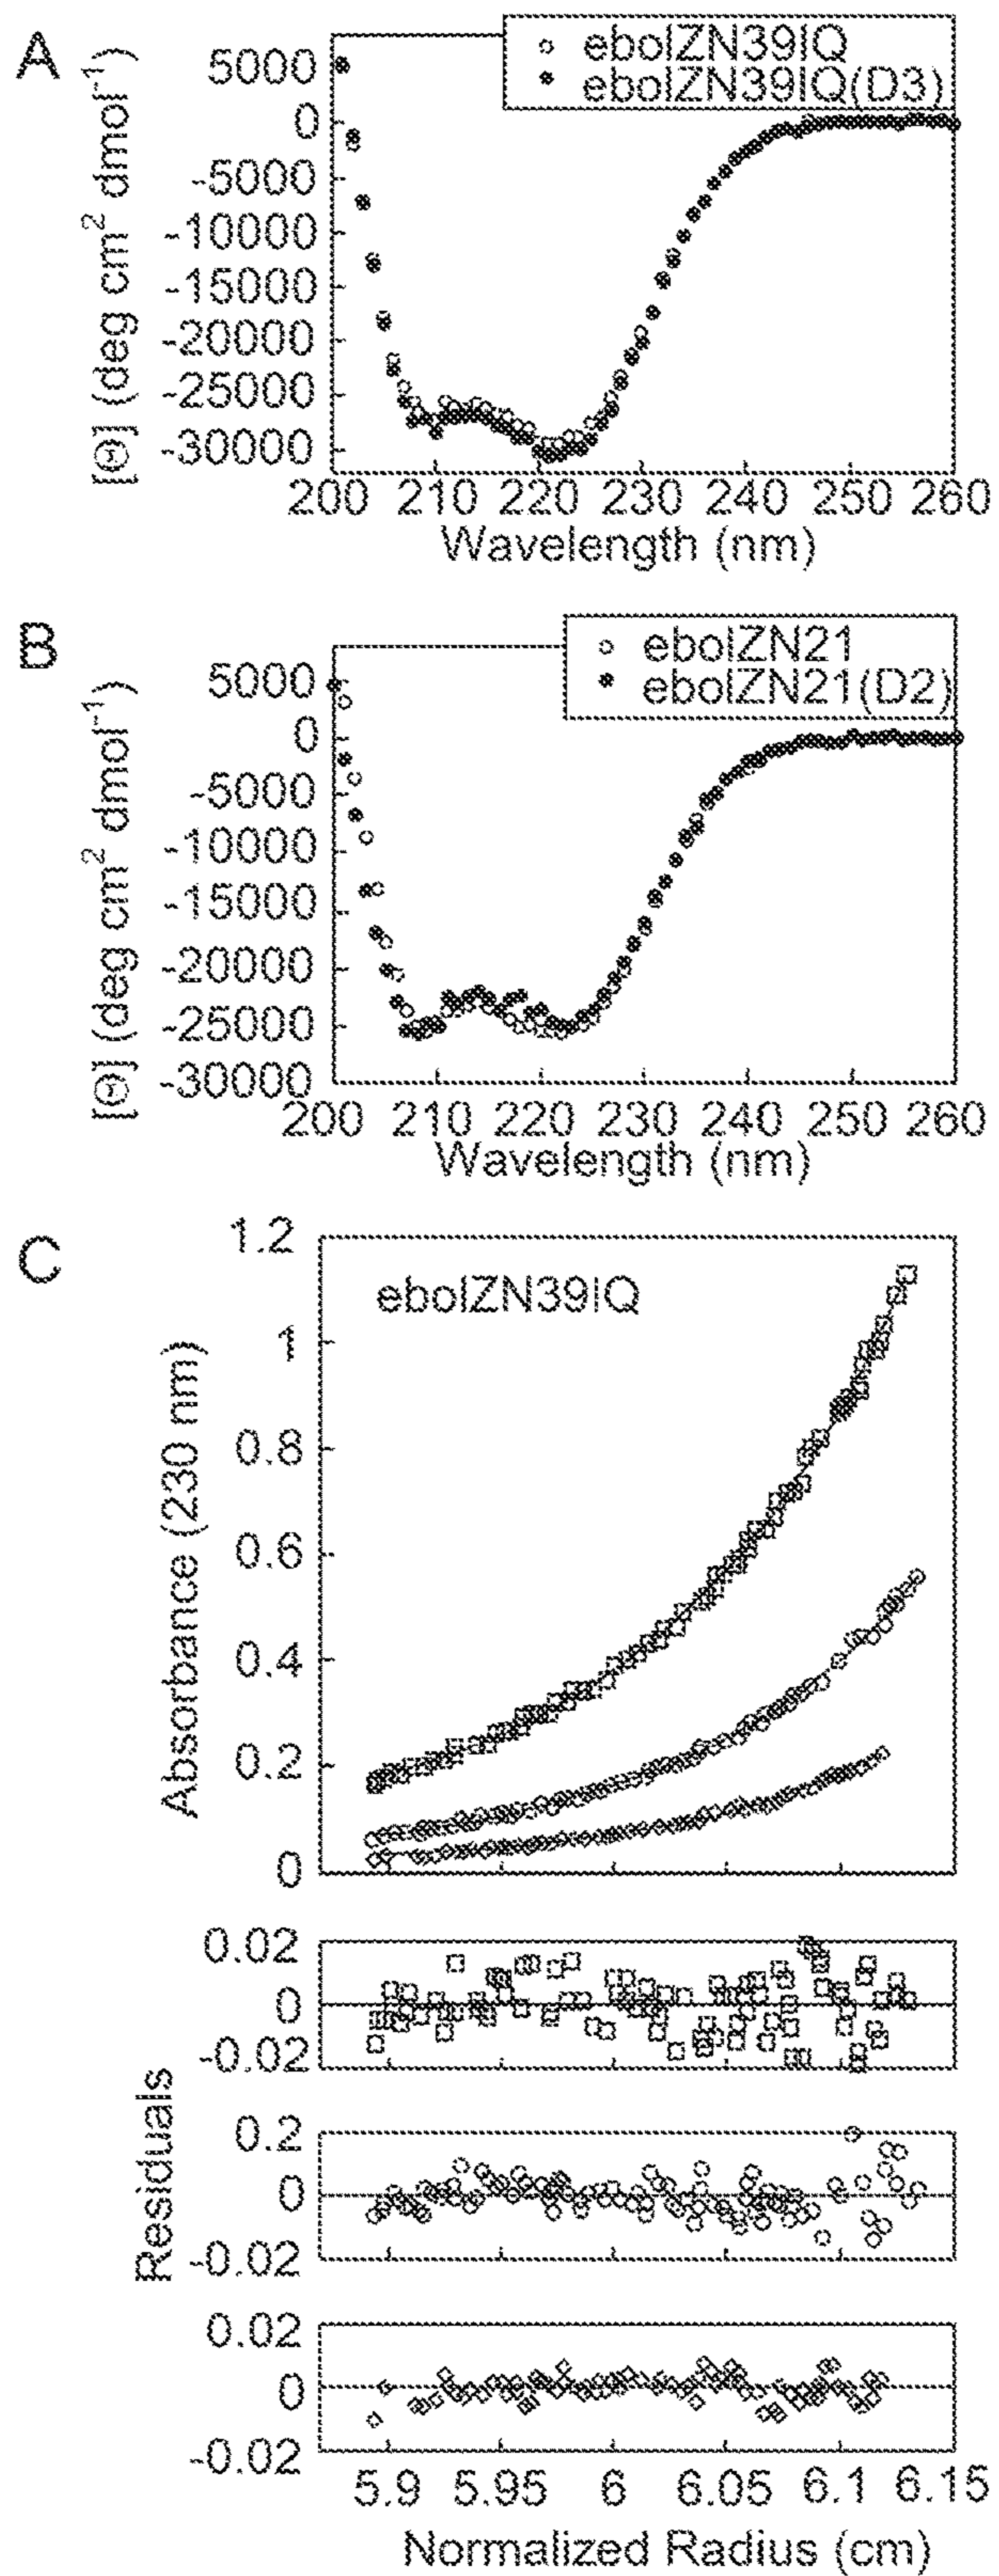 A
ebolZN39IQ
ebolZN39IQ(D3)
5000
0
-5000
-10000
-15000
-20000
-25000
-30000
[Θ] (deg cm² dmol⁻¹)
200 210 220 230 240 250 260
Wavelength (nm)
B
ebolZN21
ebolZN21(D2)
5000
0
-5000
-10000
-15000
-20000
-25000
-30000
[Θ] (deg cm² dmol⁻¹)
200 210 220 230 240 250 260
Wavelength (nm)
C
ebolZN39IQ
1.2
1
0.8
0.6
0.4
0.2
0
Absorbance (230 nm)
0.02
0
-0.02
0.2
0
-0.02
0.02
0
-0.02
Residuals
5.9 5.95 6 6.05 6.1 6.15
Normalized Radius (cm)